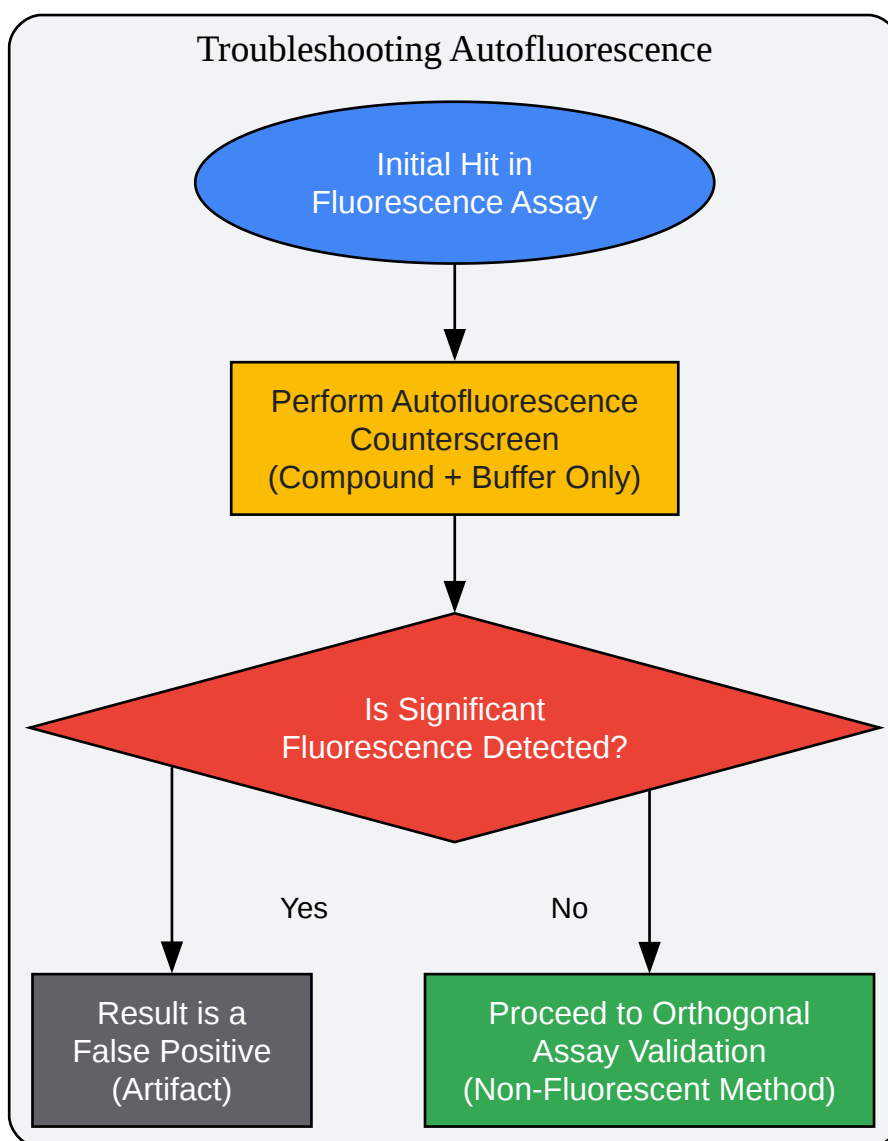 Troubleshooting Autofluorescence
Initial Hit in
Fluorescence Assay
Perform Autofluorescence
Counterscreen
(Compound + Buffer Only)
Is Significant
Fluorescence Detected?
Yes
No
Result is a
False Positive
(Artifact)
Proceed to Orthogonal
Assay Validation
(Non-Fluorescent Method)